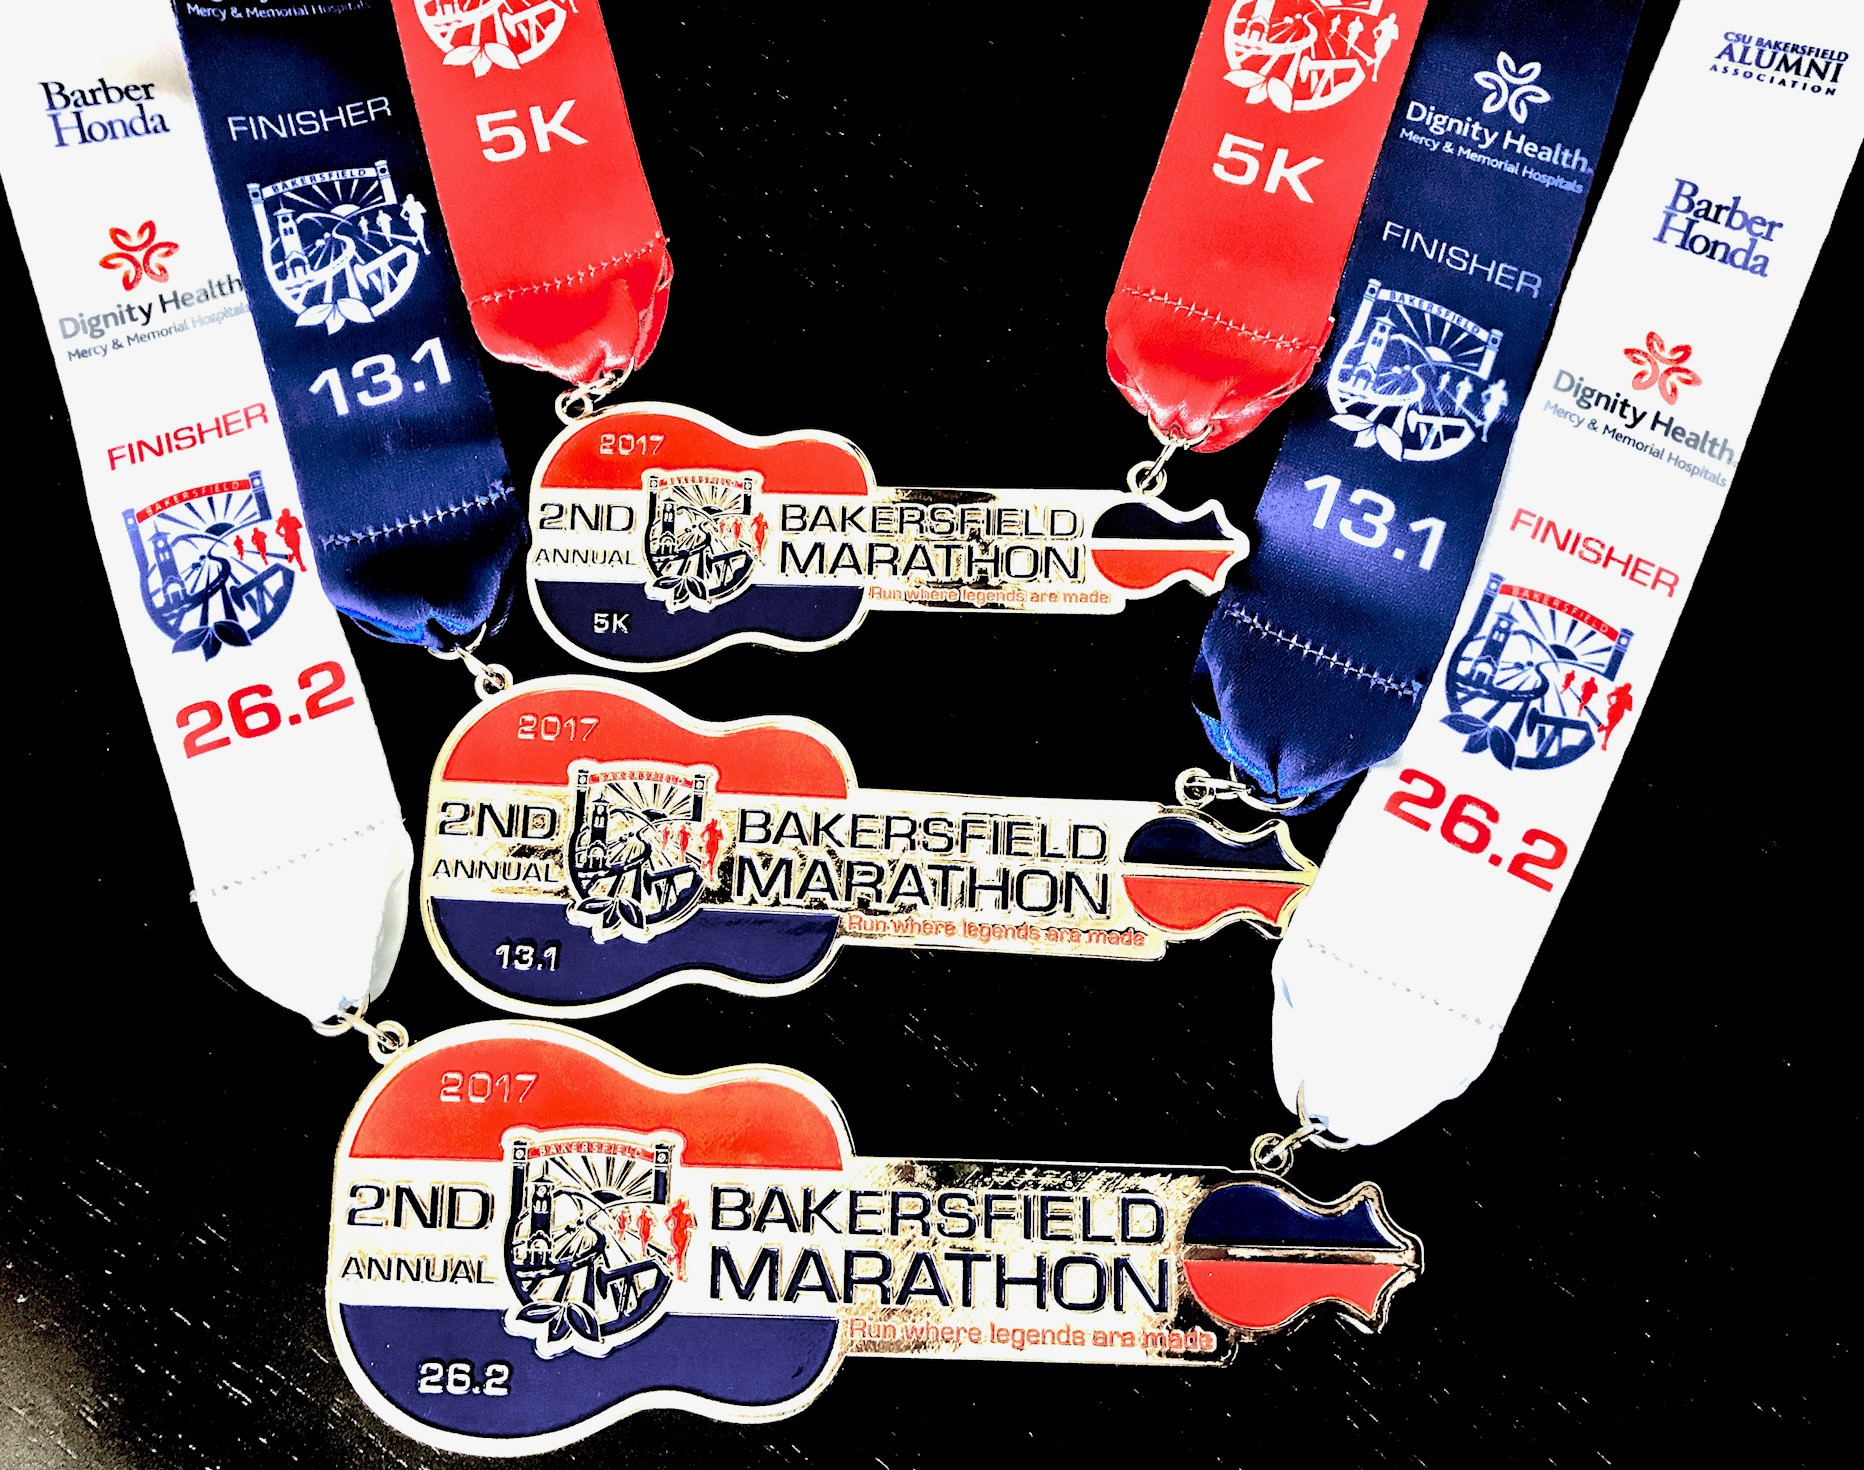 Mercy & Memorial Hospitals
Barber
Honda
Dignity Health
Mercy & Memorial Hospitals
FINISHER
BAKERSFIELD
26.2
FINISHER
BAKERSFIELD
13.1
5K
5K
Dignity Health
Mercy & Memorial Hospitals
FINISHER
BAKERSFIELD
13.1
CSU BAKERSFIELD
ALUMNI
ASSOCIATION
Barber
Honda
Dignity Health
Mercy & Memorial Hospitals
FINISHER
BAKERSFIELD
26.2
2017
2ND
ANNUAL
BAKERSFIELD
BAKERSFIELD
MARATHON
Run where legends are made
5K
2017
2ND
ANNUAL
BAKERSFIELD
BAKERSFIELD
MARATHON
Run where legends are made
13.1
2017
2ND
ANNUAL
BAKERSFIELD
BAKERSFIELD
MARATHON
Run where legends are made
26.2